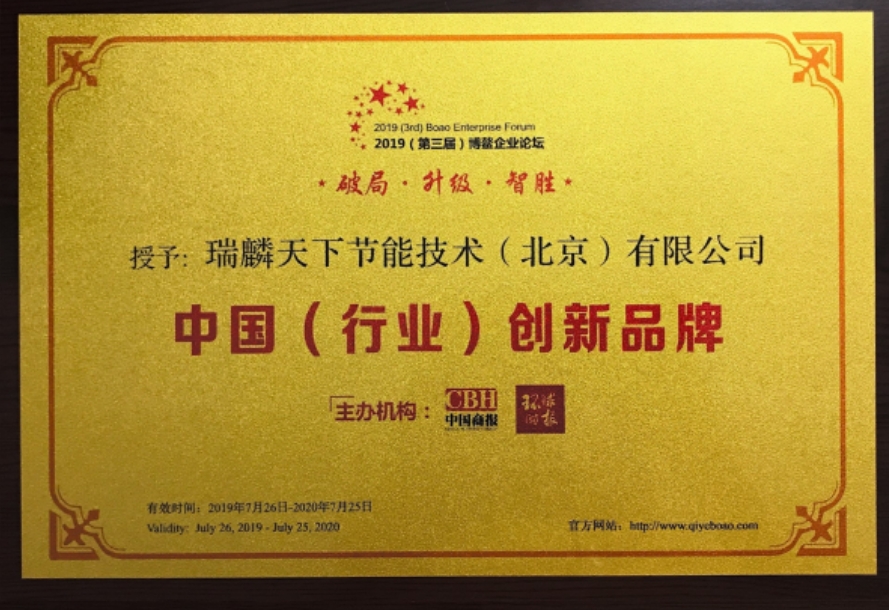 2019 (3rd) Boao Enterprise Forum
2019（第三届）博鳌企业论坛
★破局·升级·智胜★
授予: 瑞麟天下节能技术（北京）有限公司
中国（行业）创新品牌
主办机构： CBH 中国商报 环球时报
有效时间：2019年7月26日-2020年7月25日
Validity: July 26, 2019 - July 25, 2020
官方网站：http://www.qiyeboao.com